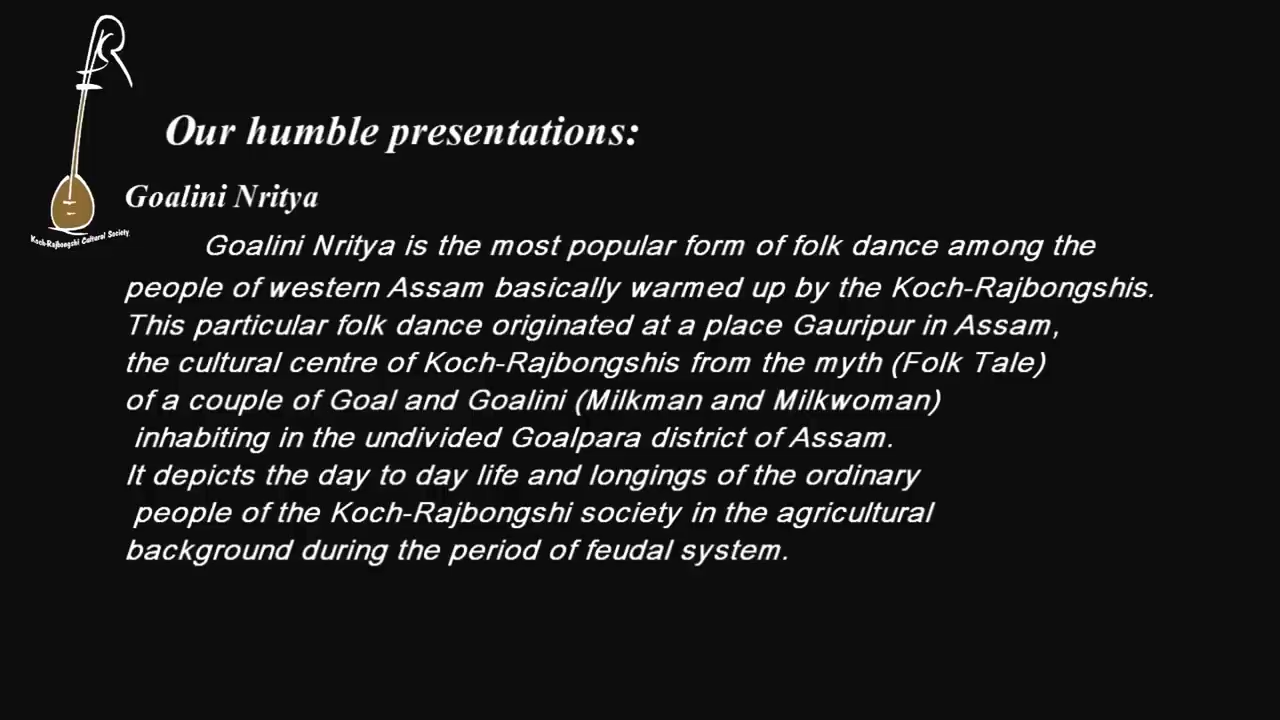 Our humble presentations:
Goalini Nritya
Koch-Rajbongshi Cultural Society
Goalini Nritya is the most popular form of folk dance among the
people of western Assam basically warmed up by the Koch-Rajbongshis.
This particular folk dance originated at a place Gauripur in Assam,
the cultural centre of Koch-Rajbongshis from the myth (Folk Tale)
of a couple of Goal and Goalini (Milkman and Milkwoman)
inhabiting in the undivided Goalpara district of Assam.
It depicts the day to day life and longings of the ordinary
people of the Koch-Rajbongshi society in the agricultural
background during the period of feudal system.